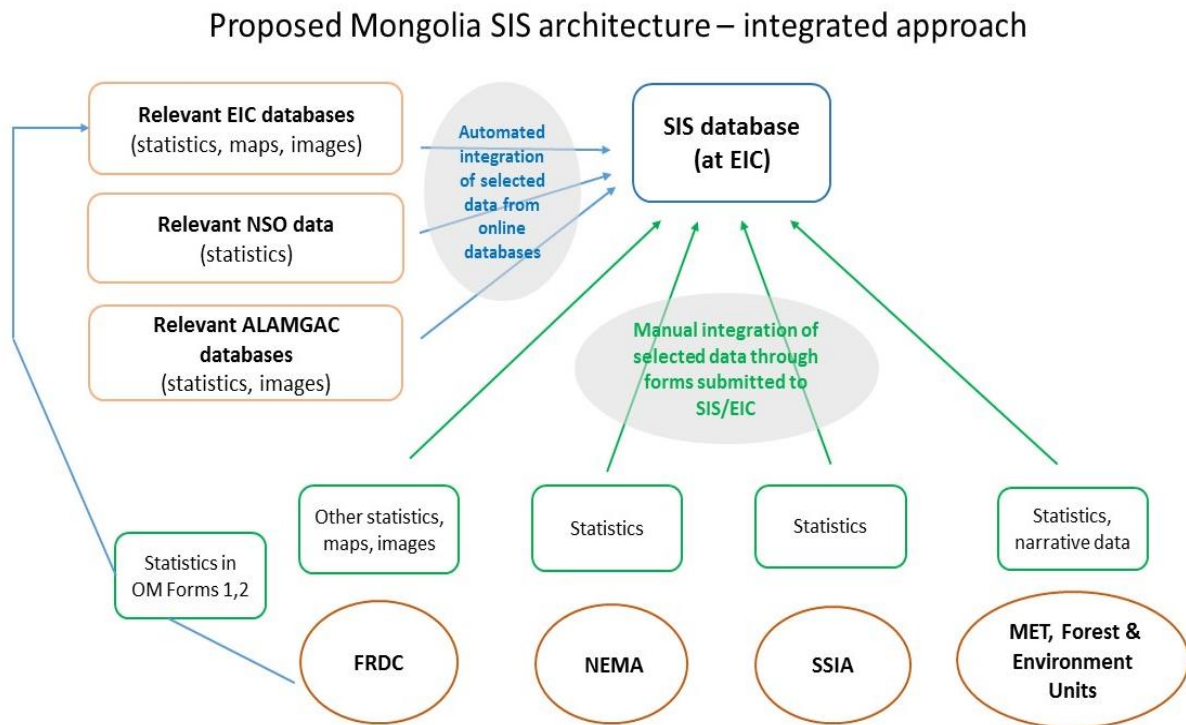 Proposed Mongolia SIS architecture – integrated approach
Relevant EIC databases
(statistics, maps, images)
Relevant NSO data
(statistics)
Relevant ALAMGAC
databases
(statistics, images)
Automated
integration
of selected
data from
online
databases
SIS database
(at EIC)
Manual integration of
selected data through
forms submitted to
SIS/EIC
Statistics in
OM Forms 1,2
Other statistics,
maps, images
Statistics
Statistics
Statistics,
narrative data
FRDC
NEMA
SSIA
MET, Forest &
Environment
Units